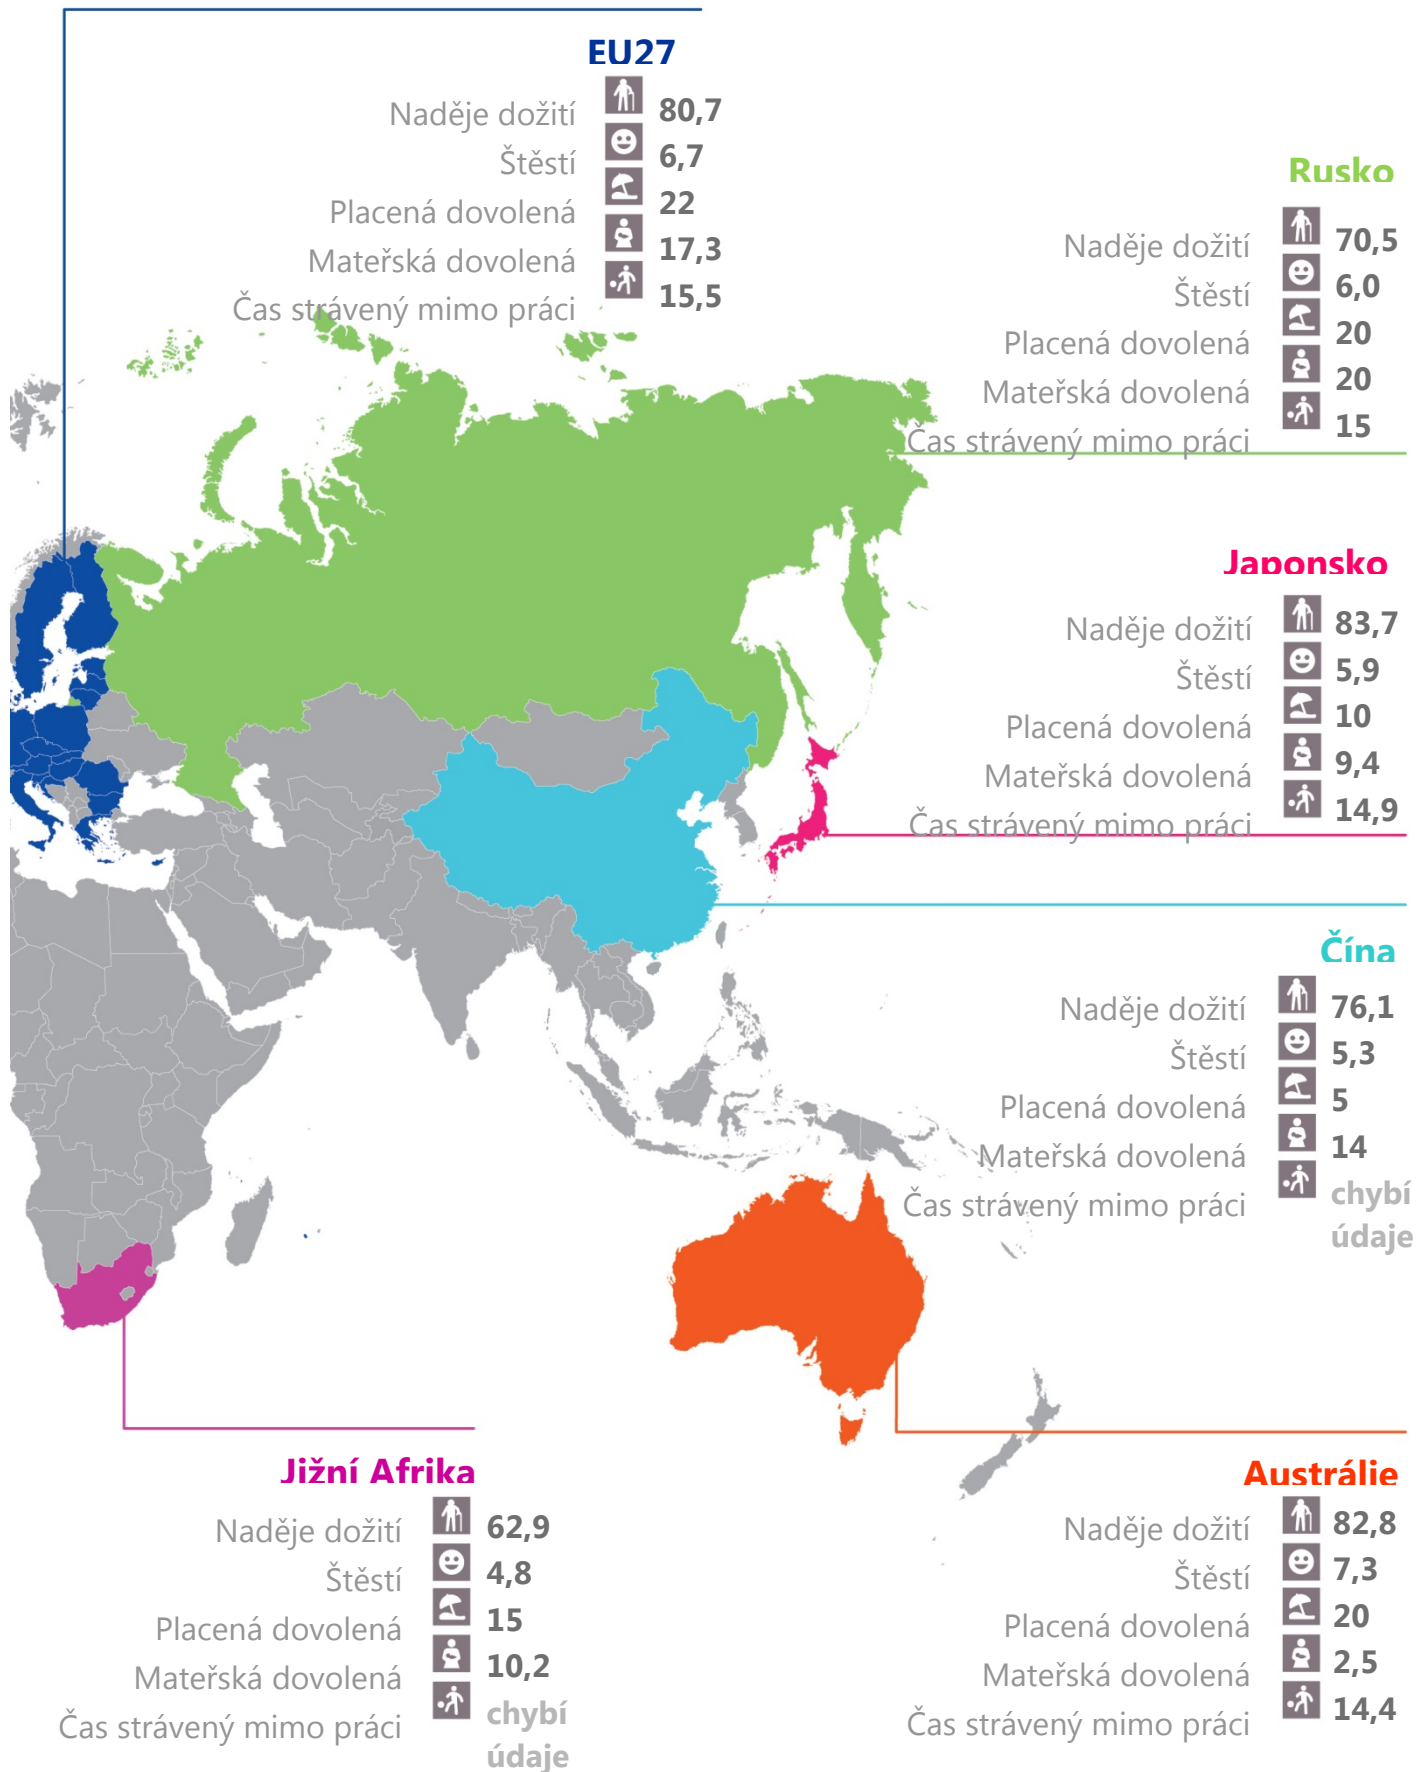 EU27
Naděje dožití 80,7
Štěstí 6,7
Placená dovolená 22
Mateřská dovolená 17,3
Čas strávený mimo práci 15,5
Rusko
Naděje dožití 70,5
Štěstí 6,0
Placená dovolená 20
Mateřská dovolená 20
Čas strávený mimo práci 15
Japonsko
Naděje dožití 83,7
Štěstí 5,9
Placená dovolená 10
Mateřská dovolená 9,4
Čas strávený mimo práci 14,9
Čína
Naděje dožití 76,1
Štěstí 5,3
Placená dovolená 5
Mateřská dovolená 14
Čas strávený mimo práci chybí
údaje
Jižní Afrika
Naděje dožití 62,9
Štěstí 4,8
Placená dovolená 15
Mateřská dovolená 10,2
Čas strávený mimo práci chybí
údaje
Austrálie
Naděje dožití 82,8
Štěstí 7,3
Placená dovolená 20
Mateřská dovolená 2,5
Čas strávený mimo práci 14,4